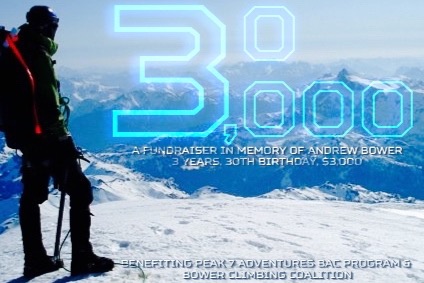 30
,000
A FUNDRAISER IN MEMORY OF ANDREW BOWER
3 YEARS, 30TH BIRTHDAY, $3,000
BENEFITING PEAK 7 ADVENTURES BAC PROGRAM &
BOWER CLIMBING COALITION